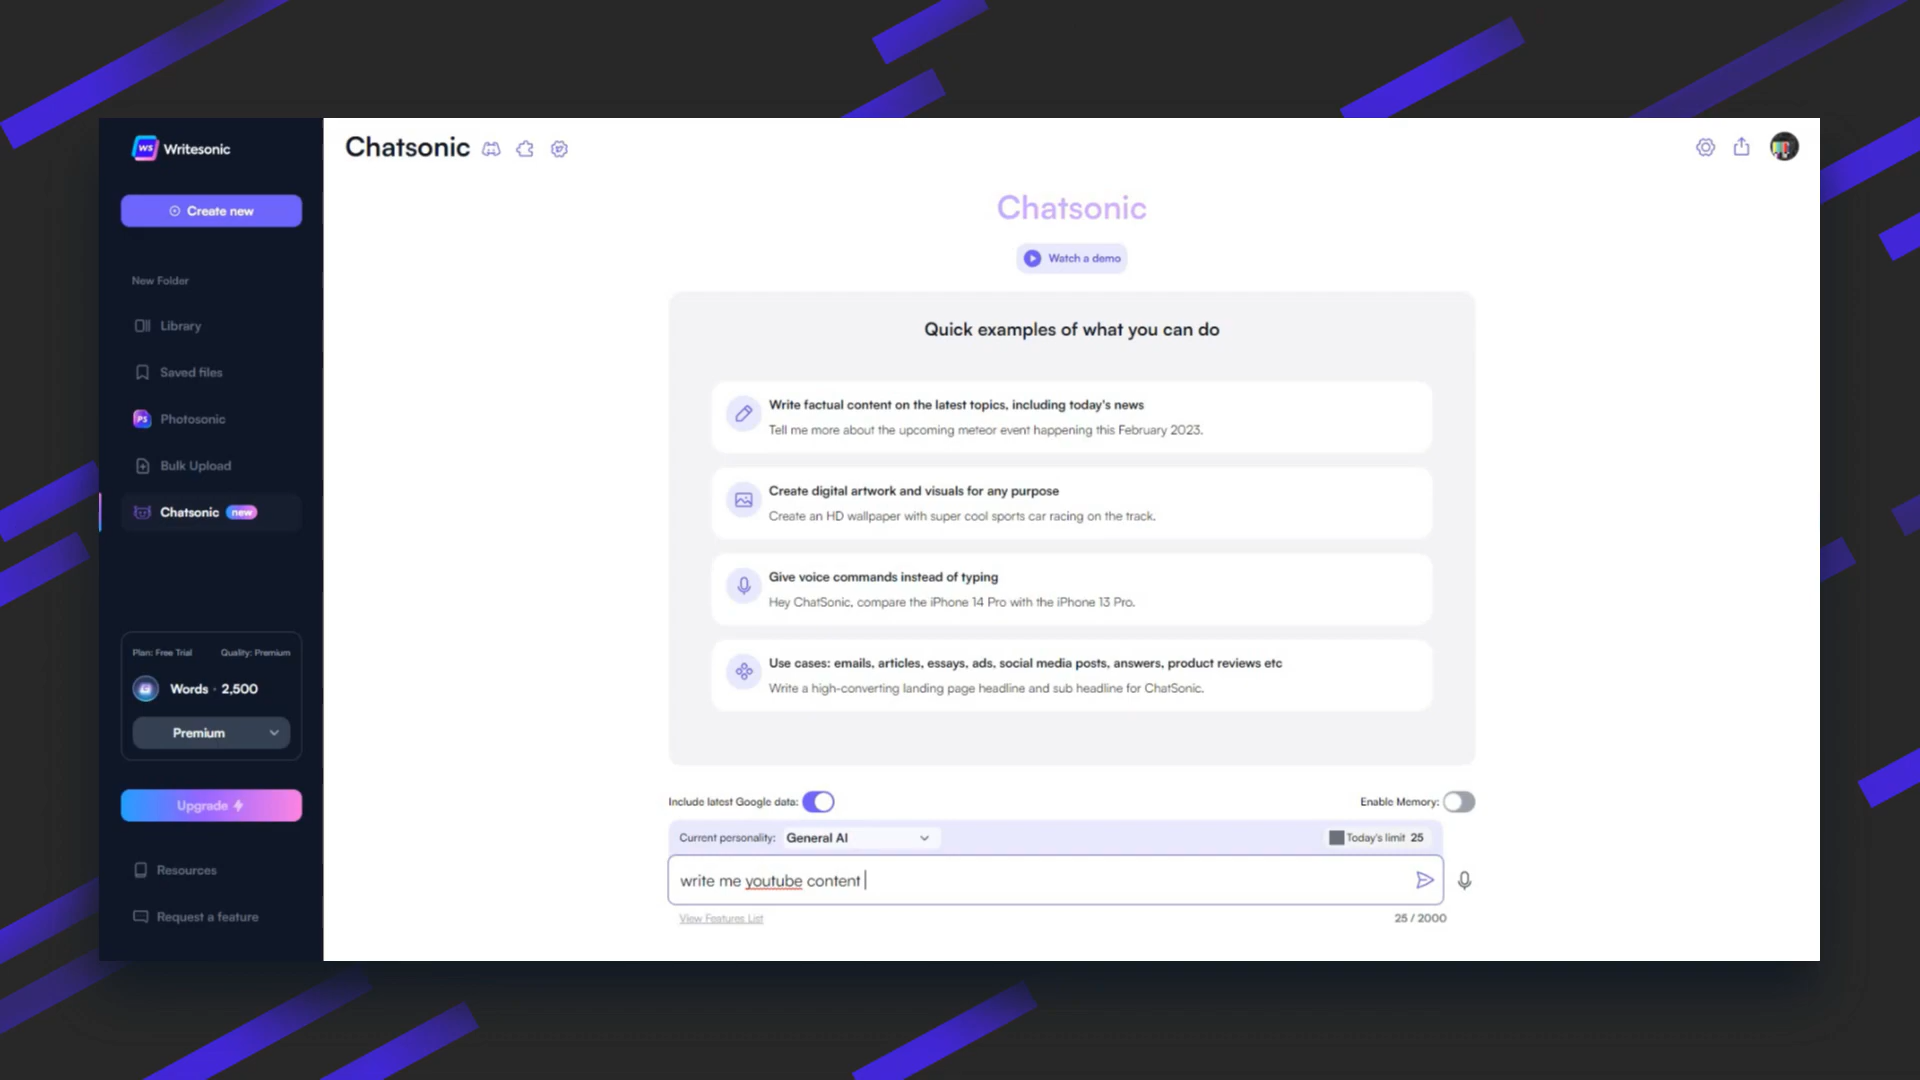 WS Writesonic
Create new
New Folder
Library
Saved files
PS Photosonic
Bulk Upload
Chatsonic new
Plan: Free Trial Quality: Premium
Words · 2,500
Premium
Upgrade
Resources
Request a feature
Chatsonic
Chatsonic
Watch a demo
Quick examples of what you can do
Write factual content on the latest topics, including today's news
Tell me more about the upcoming meteor event happening this February 2023.
Create digital artwork and visuals for any purpose
Create an HD wallpaper with super cool sports car racing on the track.
Give voice commands instead of typing
Hey ChatSonic, compare the iPhone 14 Pro with the iPhone 13 Pro.
Use cases: emails, articles, essays, ads, social media posts, answers, product reviews etc
Write a high-converting landing page headline and sub headline for ChatSonic.
Include latest Google data: Enable Memory:
Current personality: General AI Today's limit 25
write me youtube content
View Features List 25 / 2000